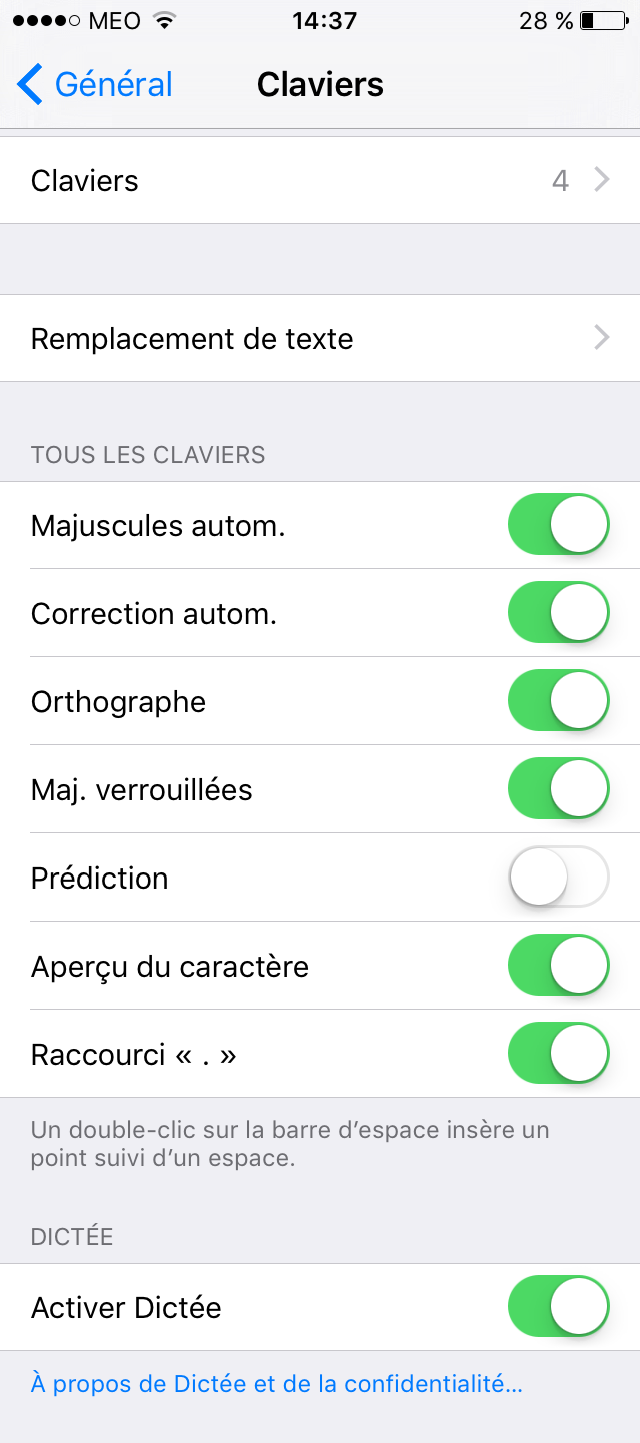 MEO 14:37 28 %
Général Claviers
Claviers 4
Remplacement de texte
TOUS LES CLAVIERS
Majuscules autom.
Correction autom.
Orthographe
Maj. verrouillées
Prédiction
Aperçu du caractère
Raccourci « . »
Un double-clic sur la barre d’espace insère un
point suivi d’un espace.
DICTÉE
Activer Dictée
À propos de Dictée et de la confidentialité…